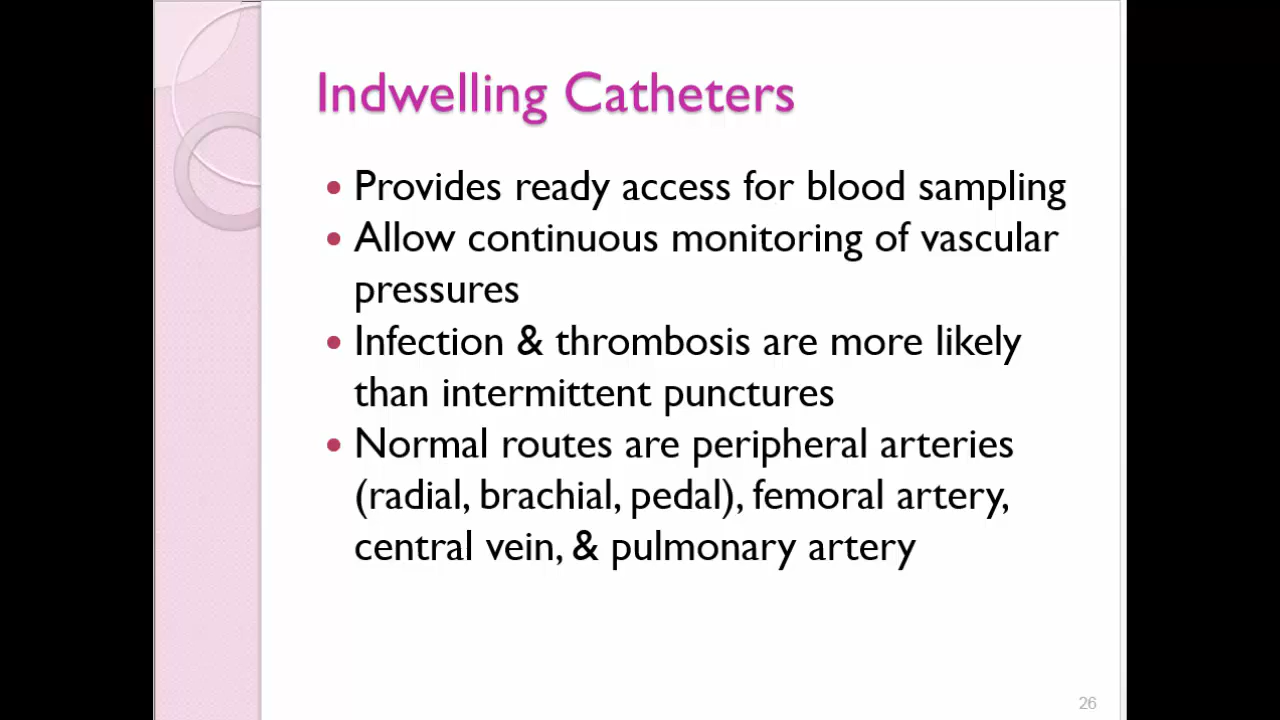 Indwelling Catheters
• Provides ready access for blood sampling
• Allow continuous monitoring of vascular
pressures
• Infection & thrombosis are more likely
than intermittent punctures
• Normal routes are peripheral arteries
(radial, brachial, pedal), femoral artery,
central vein, & pulmonary artery
26